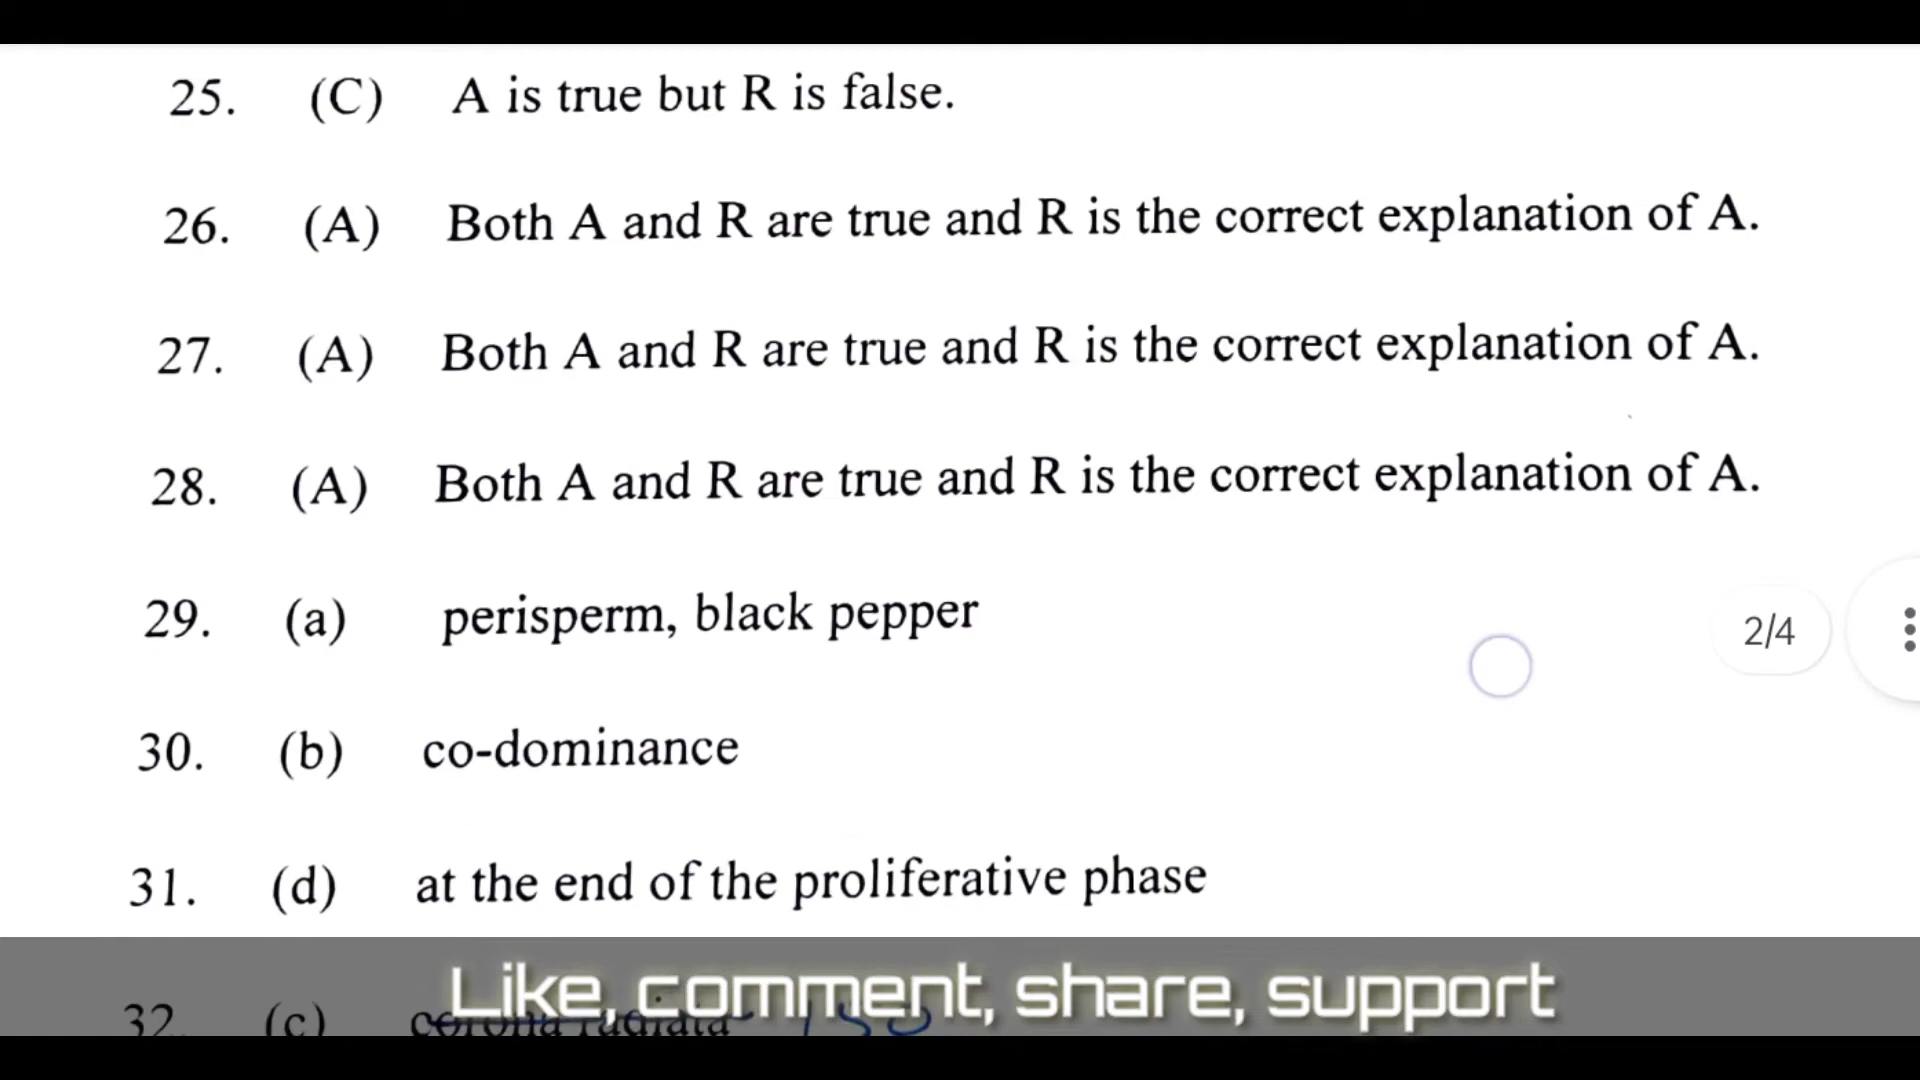 25. (C) A is true but R is false.
26. (A) Both A and R are true and R is the correct explanation of A.
27. (A) Both A and R are true and R is the correct explanation of A.
28. (A) Both A and R are true and R is the correct explanation of A.
29. (a) perisperm, black pepper
2/4
30. (b) co-dominance
31. (d) at the end of the proliferative phase
Like, comment, share, support
32. (c) corona radiata